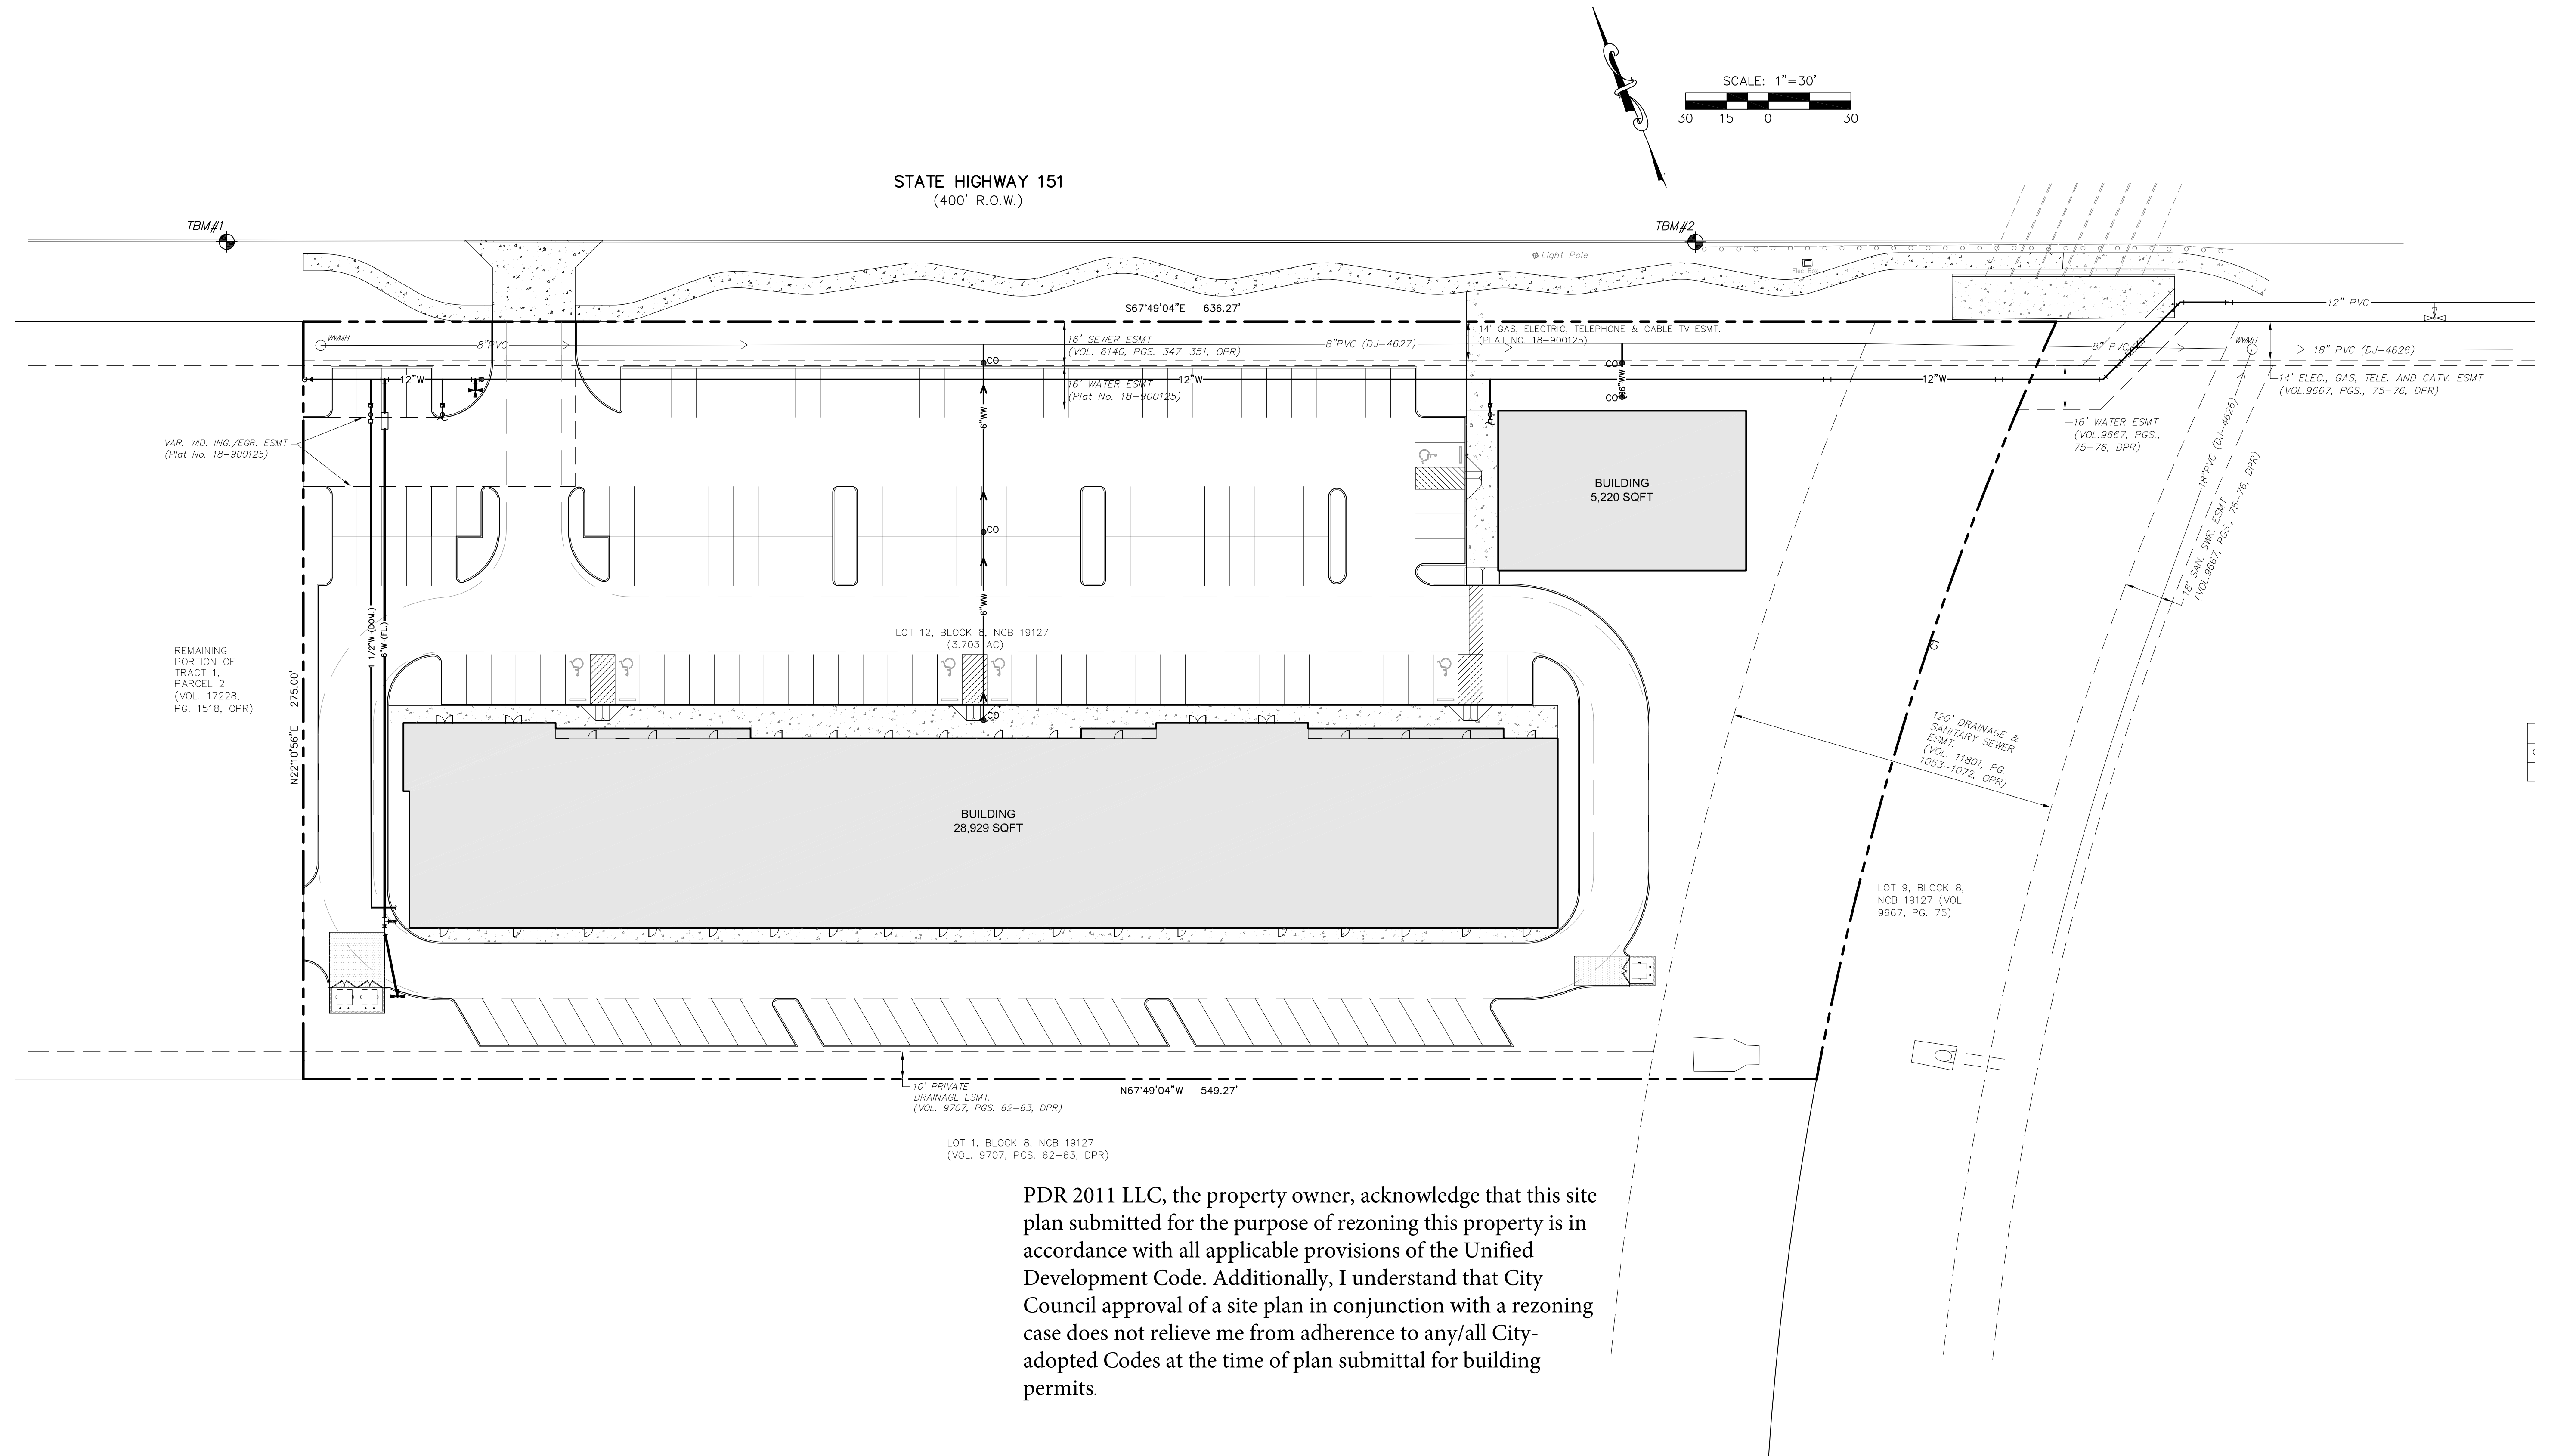 SCALE: 1"=30'
30 15 0 30
STATE HIGHWAY 151
(400' R.O.W.)
TBM#1
TBM#2
Light Pole
Elec Box
S67°49'04"E 636.27'
12" PVC
WWMH
8"PVC
16' SEWER ESMT
(VOL. 6140, PGS. 347-351, OPR)
8"PVC (DJ-4627)
14' GAS, ELECTRIC, TELEPHONE & CABLE TV ESMT.
(PLAT NO. 18-900125)
8" PVC
WWMH
18" PVC (DJ-4626)
CO
CO
12"W
12"W
12"W
16' WATER ESMT
(Plat No. 18-900125)
6"WW
6"WW
CO
14' ELEC., GAS, TELE. AND CATV. ESMT
(VOL.9667, PGS., 75-76, DPR)
16' WATER ESMT
(VOL.9667, PGS.,
75-76, DPR)
VAR. WID. ING./EGR. ESMT
(Plat No. 18-900125)
18"PVC (DJ-4626)
18' SAN. SWR. ESMT
(VOL.9667, PGS., 75-76, DPR)
BUILDING
5,220 SQFT
CO
6"WW
1 1/2"W (DOM.)
6"W (FL.)
LOT 12, BLOCK 8, NCB 19127
(3.703 AC)
C1
REMAINING
PORTION OF
TRACT 1,
PARCEL 2
(VOL. 17228,
PG. 1518, OPR)
N22°10'56"E 275.00'
CO
120' DRAINAGE &
SANITARY SEWER
ESMT.
(VOL. 11801, PG.
1053-1072, OPR)
BUILDING
28,929 SQFT
LOT 9, BLOCK 8,
NCB 19127 (VOL.
9667, PG. 75)
10' PRIVATE
DRAINAGE ESMT.
(VOL. 9707, PGS. 62-63, DPR)
N67°49'04"W 549.27'
LOT 1, BLOCK 8, NCB 19127
(VOL. 9707, PGS. 62-63, DPR)
PDR 2011 LLC, the property owner, acknowledge that this site
plan submitted for the purpose of rezoning this property is in
accordance with all applicable provisions of the Unified
Development Code. Additionally, I understand that City
Council approval of a site plan in conjunction with a rezoning
case does not relieve me from adherence to any/all City-
adopted Codes at the time of plan submittal for building
permits.